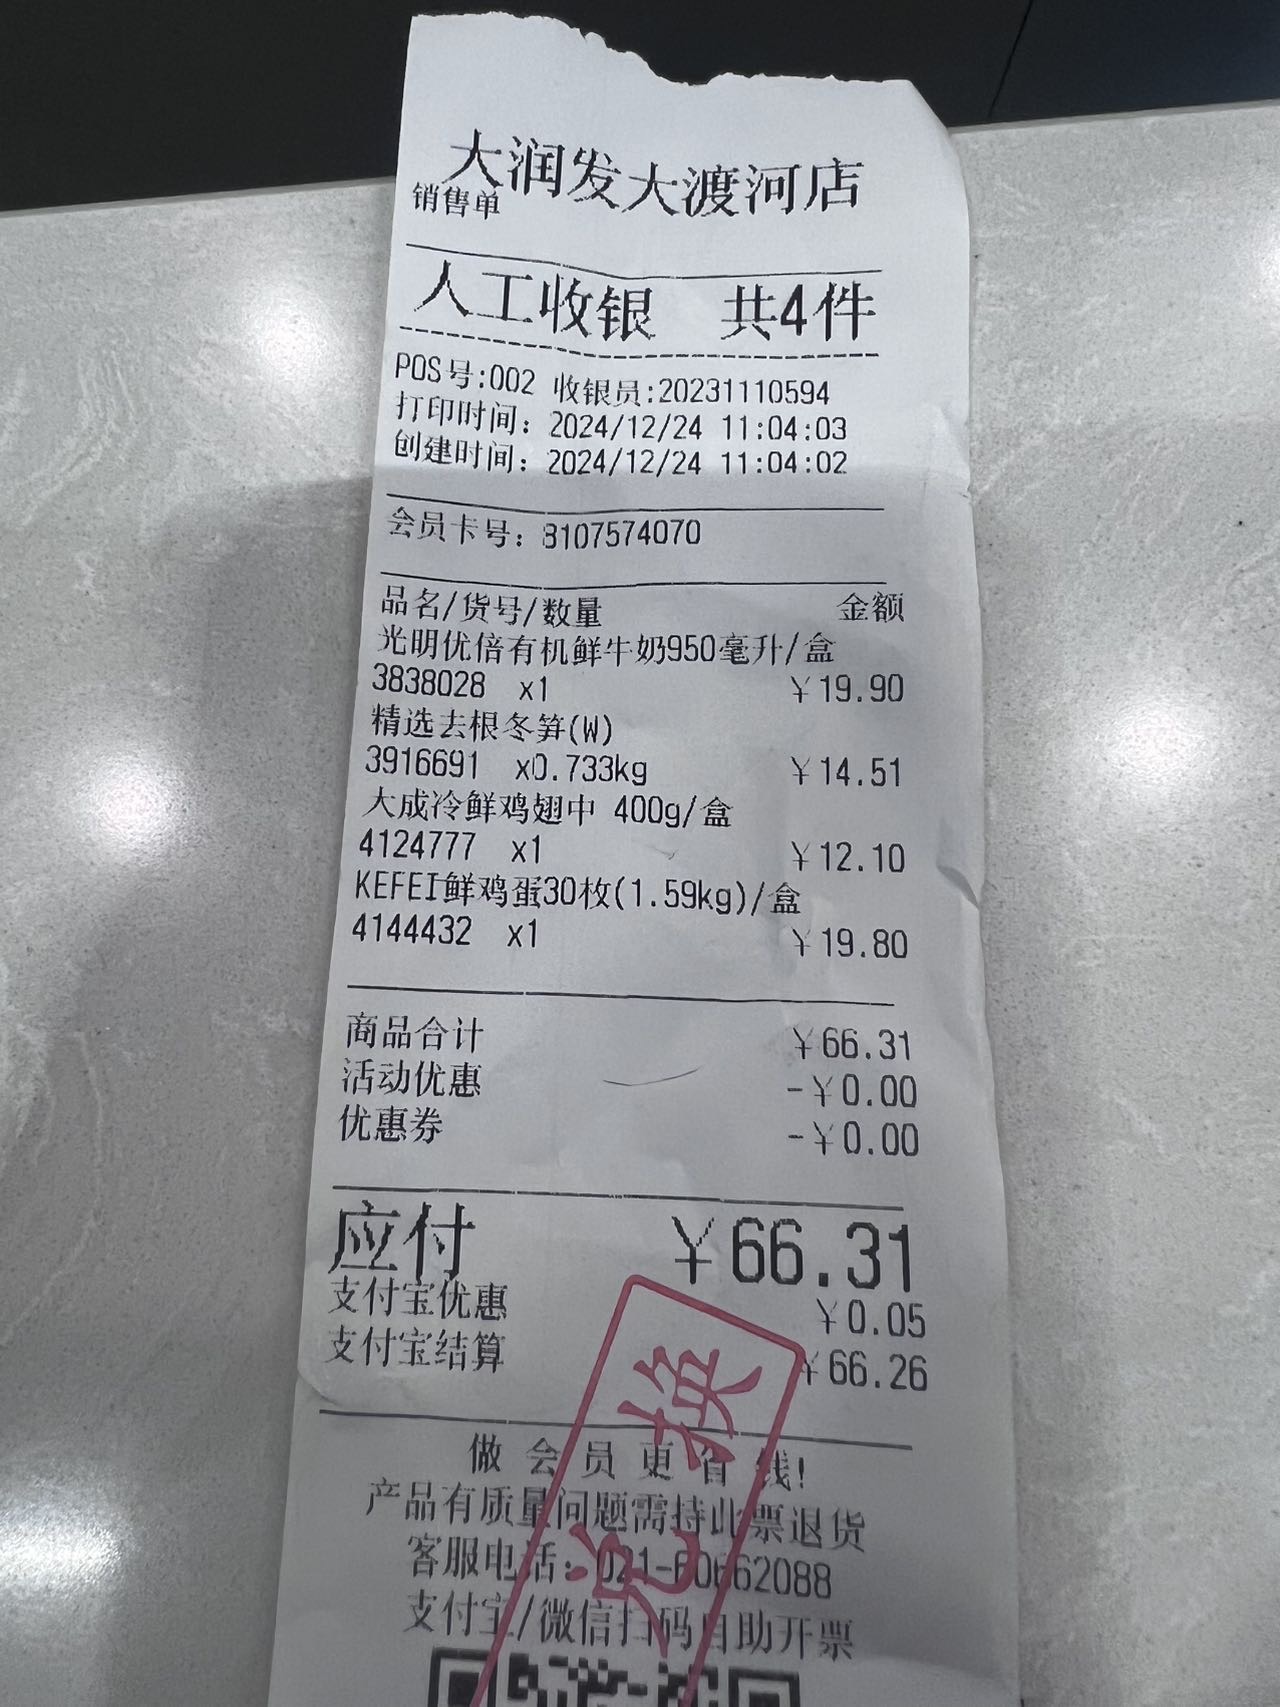 大润发大渡河店
销售单
人工收银 共4件
POS号:002 收银员:20231110594
打印时间: 2024/12/24 11:04:03
创建时间: 2024/12/24 11:04:02
会员卡号: 8107574070
品名/货号/数量 金额
光明优倍有机鲜牛奶950毫升/盒
3838028 x1 ¥19.90
精选去根冬笋(W)
3916691 x0.733kg ¥14.51
大成冷鲜鸡翅中 400g/盒
4124777 x1 ¥12.10
KEFEI鲜鸡蛋30枚(1.59kg)/盒
4144432 x1 ¥19.80
商品合计 ¥66.31
活动优惠 -¥0.00
优惠券 -¥0.00
应付 ¥66.31
支付宝优惠 ¥0.05
支付宝结算 ¥66.26
做会员更省钱!
产品有质量问题需持此票退货
客服电话: 021-60662088
支付宝/微信扫码自助开票
兑换